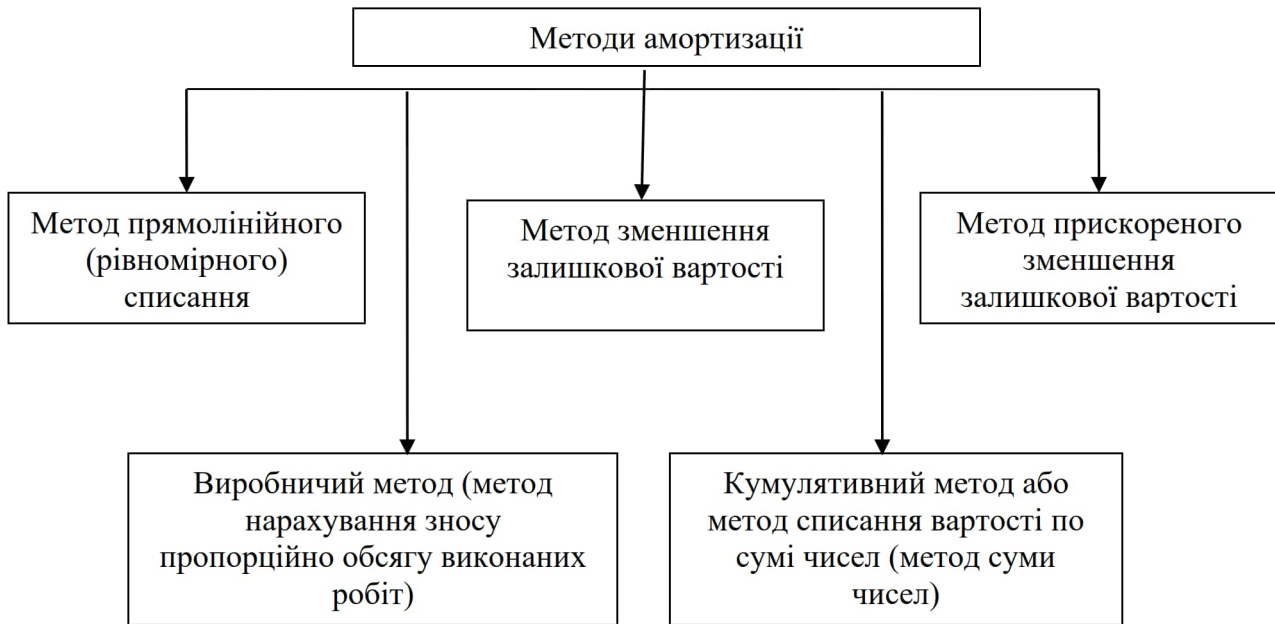 Методи амортизації
Метод прямолінійного
(рівномірного)
списання
Метод зменшення
залишкової вартості
Метод прискореного
зменшення
залишкової вартості
Виробничий метод (метод
нарахування зносу
пропорційно обсягу виконаних
робіт)
Кумулятивний метод або
метод списання вартості по
сумі чисел (метод суми
чисел)